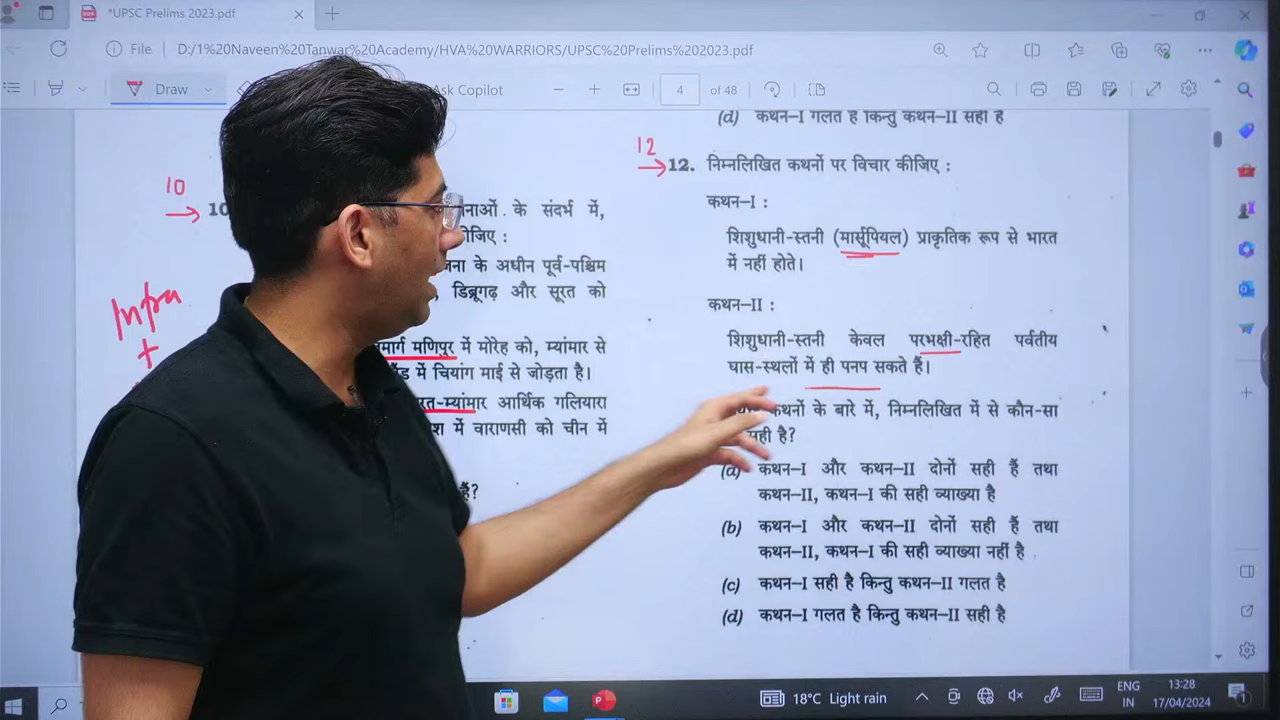 *UPSC Prelims 2023.pdf
File D:/1%20Naveen%20Tanwar%20Academy/HVA%20WARRIORS/UPSC%20Prelims%202023.pdf
Draw
Ask Copilot
4 of 48
10
10
नाओं के संदर्भ में,
कीजिए :
जना के अधीन पूर्व-पश्चिम
, डिब्रूगढ़ और सूरत को
Infra
+
मार्ग मणिपुर में मोरेह को, म्यांमार से
में चियांग माई से जोड़ता है।
रत-म्यांमार आर्थिक गलियारा
श में वाराणसी को चीन में
हैं?
(d) कथन-I गलत है किन्तु कथन-II सही है
12
12. निम्नलिखित कथनों पर विचार कीजिए :
कथन-I :
शिशुधानी-स्तनी (मार्सूपियल) प्राकृतिक रूप से भारत
में नहीं होते।
कथन-II :
शिशुधानी-स्तनी केवल परभक्षी-रहित पर्वतीय
घास-स्थलों में ही पनप सकते हैं।
कथनों के बारे में, निम्नलिखित में से कौन-सा
सही है?
(a) कथन-I और कथन-II दोनों सही हैं तथा
कथन-II, कथन-I की सही व्याख्या है
(b) कथन-I और कथन-II दोनों सही हैं तथा
कथन-II, कथन-I की सही व्याख्या नहीं है
(c) कथन-I सही है किन्तु कथन-II गलत है
(d) कथन-I गलत है किन्तु कथन-II सही है
18°C Light rain
ENG
IN
13:28
17/04/2024